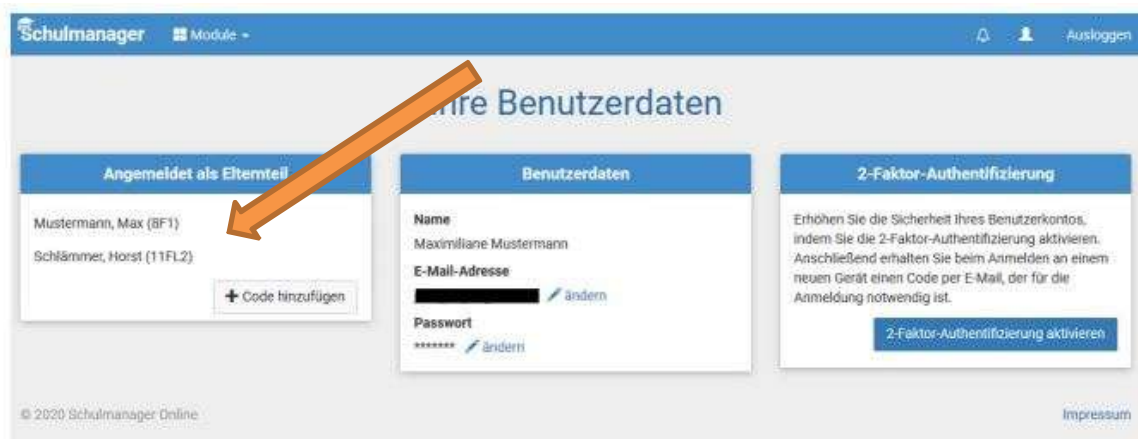 Schulmanager Module
Ausloggen
Ihre Benutzerdaten
Angemeldet als Elternteil
Mustermann, Max (8F1)
Schlämmer, Horst (11FL2)
+ Code hinzufügen
Benutzerdaten
Name
Maximiliane Mustermann
E-Mail-Adresse
ändern
Passwort
******* ändern
2-Faktor-Authentifizierung
Erhöhen Sie die Sicherheit Ihres Benutzerkontos,
indem Sie die 2-Faktor-Authentifizierung aktivieren.
Anschließend erhalten Sie beim Anmelden an einem
neuen Gerät einen Code per E-Mail, der für die
Anmeldung notwendig ist.
2-Faktor-Authentifizierung aktivieren
© 2020 Schulmanager Online
Impressum